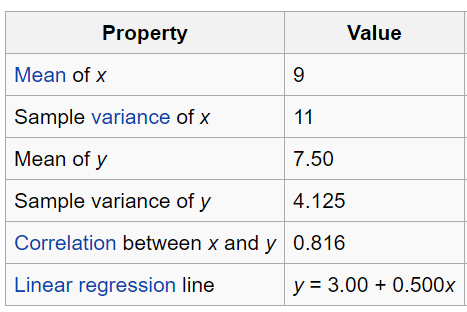 Property Value
Mean of x 9
Sample variance of x 11
Mean of y 7.50
Sample variance of y 4.125
Correlation between x and y 0.816
Linear regression line y = 3.00 + 0.500x